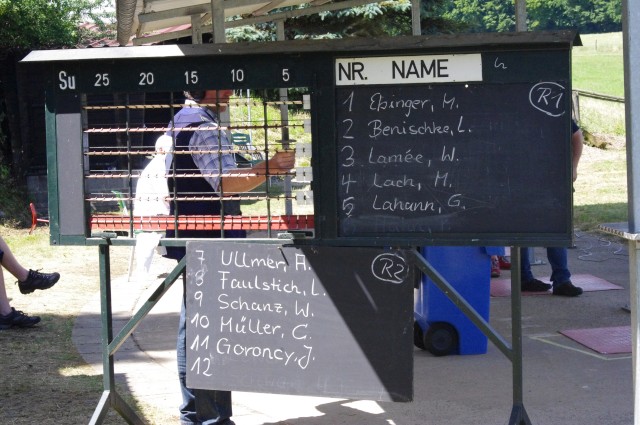 Su 25 20 15 10 5
NR. NAME
R1
1 Ebinger, M.
2 Benischke, L.
3 Lamée, W.
4 Lach, M.
5 Lahann, G.
R2
7 Ullmer, A.
8 Faulstich, L.
9 Schanz, W.
10 Müller, C.
11 Goroncy, J.
12